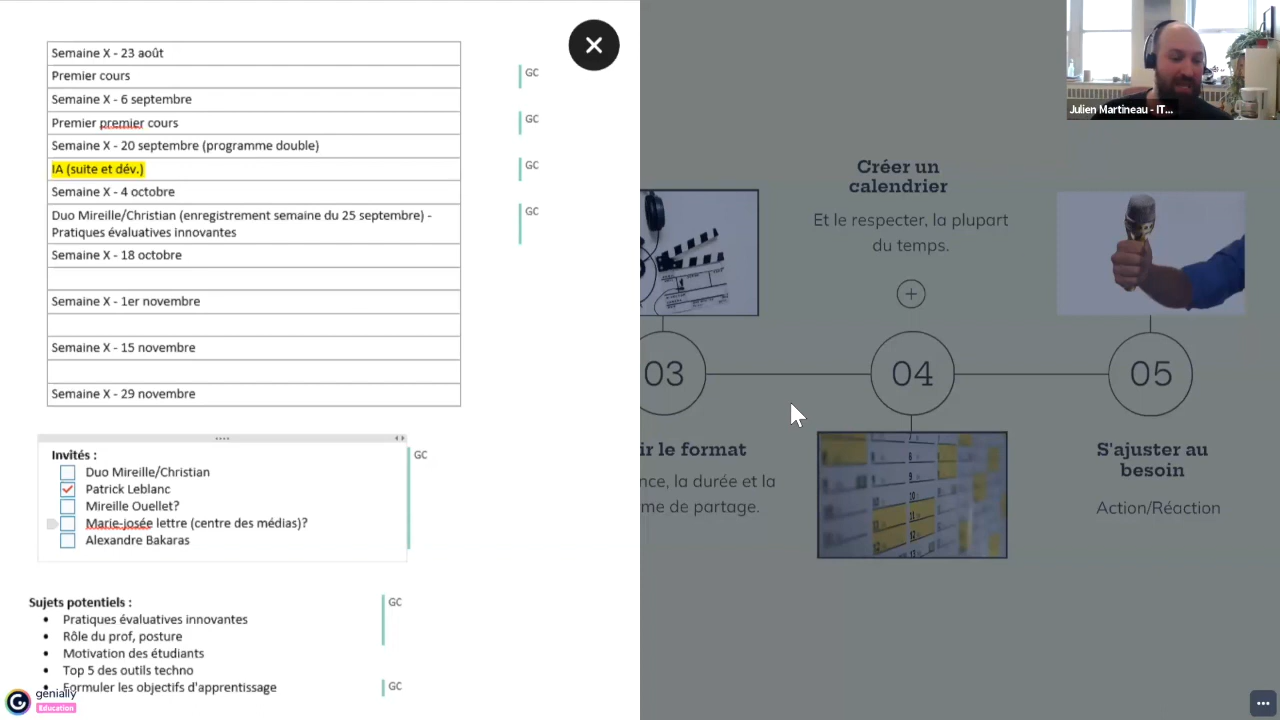 Semaine X - 23 août
Premier cours
GC
Semaine X - 6 septembre
Premier premier cours
GC
Semaine X - 20 septembre (programme double)
IA (suite et dév.)
GC
Semaine X - 4 octobre
Duo Mireille/Christian (enregistrement semaine du 25 septembre) -
Pratiques évaluatives innovantes
GC
Semaine X - 18 octobre
Semaine X - 1er novembre
Semaine X - 15 novembre
Semaine X - 29 novembre
Invités :
GC
Duo Mireille/Christian
Patrick Leblanc
Mireille Ouellet?
Marie-josée lettre (centre des médias)?
Alexandre Bakaras
Sujets potentiels :
GC
Pratiques évaluatives innovantes
Rôle du prof, posture
Motivation des étudiants
Top 5 des outils techno
Formuler les objectifs d'apprentissage
GC
genially
Education
Julien Martineau - IT...
03
ir le format
nce, la durée et la
me de partage.
Créer un
calendrier
Et le respecter, la plupart
du temps.
04
05
S'ajuster au
besoin
Action/Réaction